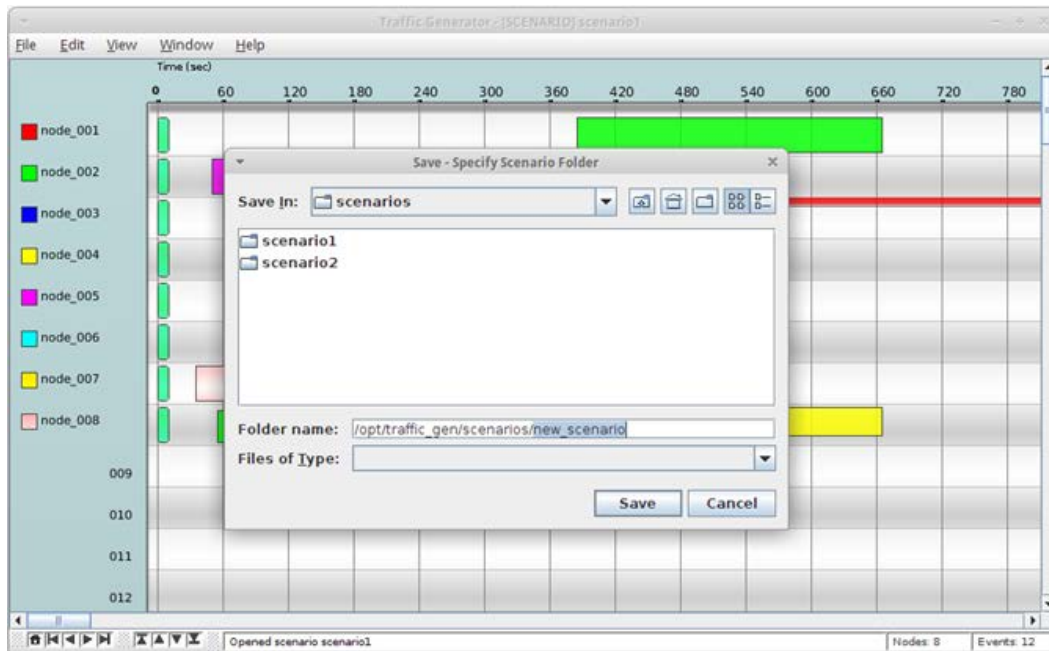 Traffic Generator - [SCENARIO] scenario1
File Edit View Window Help
Time (sec)
0 60 120 180 240 300 360 420 480 540 600 660 720 780
node_001
node_002
node_003
node_004
node_005
node_006
node_007
node_008
009
010
011
012
Save - Specify Scenario Folder
Save In: scenarios
scenario1
scenario2
Folder name: /opt/traffic_gen/scenarios/new_scenario
Files of Type:
Save Cancel
Opened scenario scenario1 Nodes: 8 Events: 12